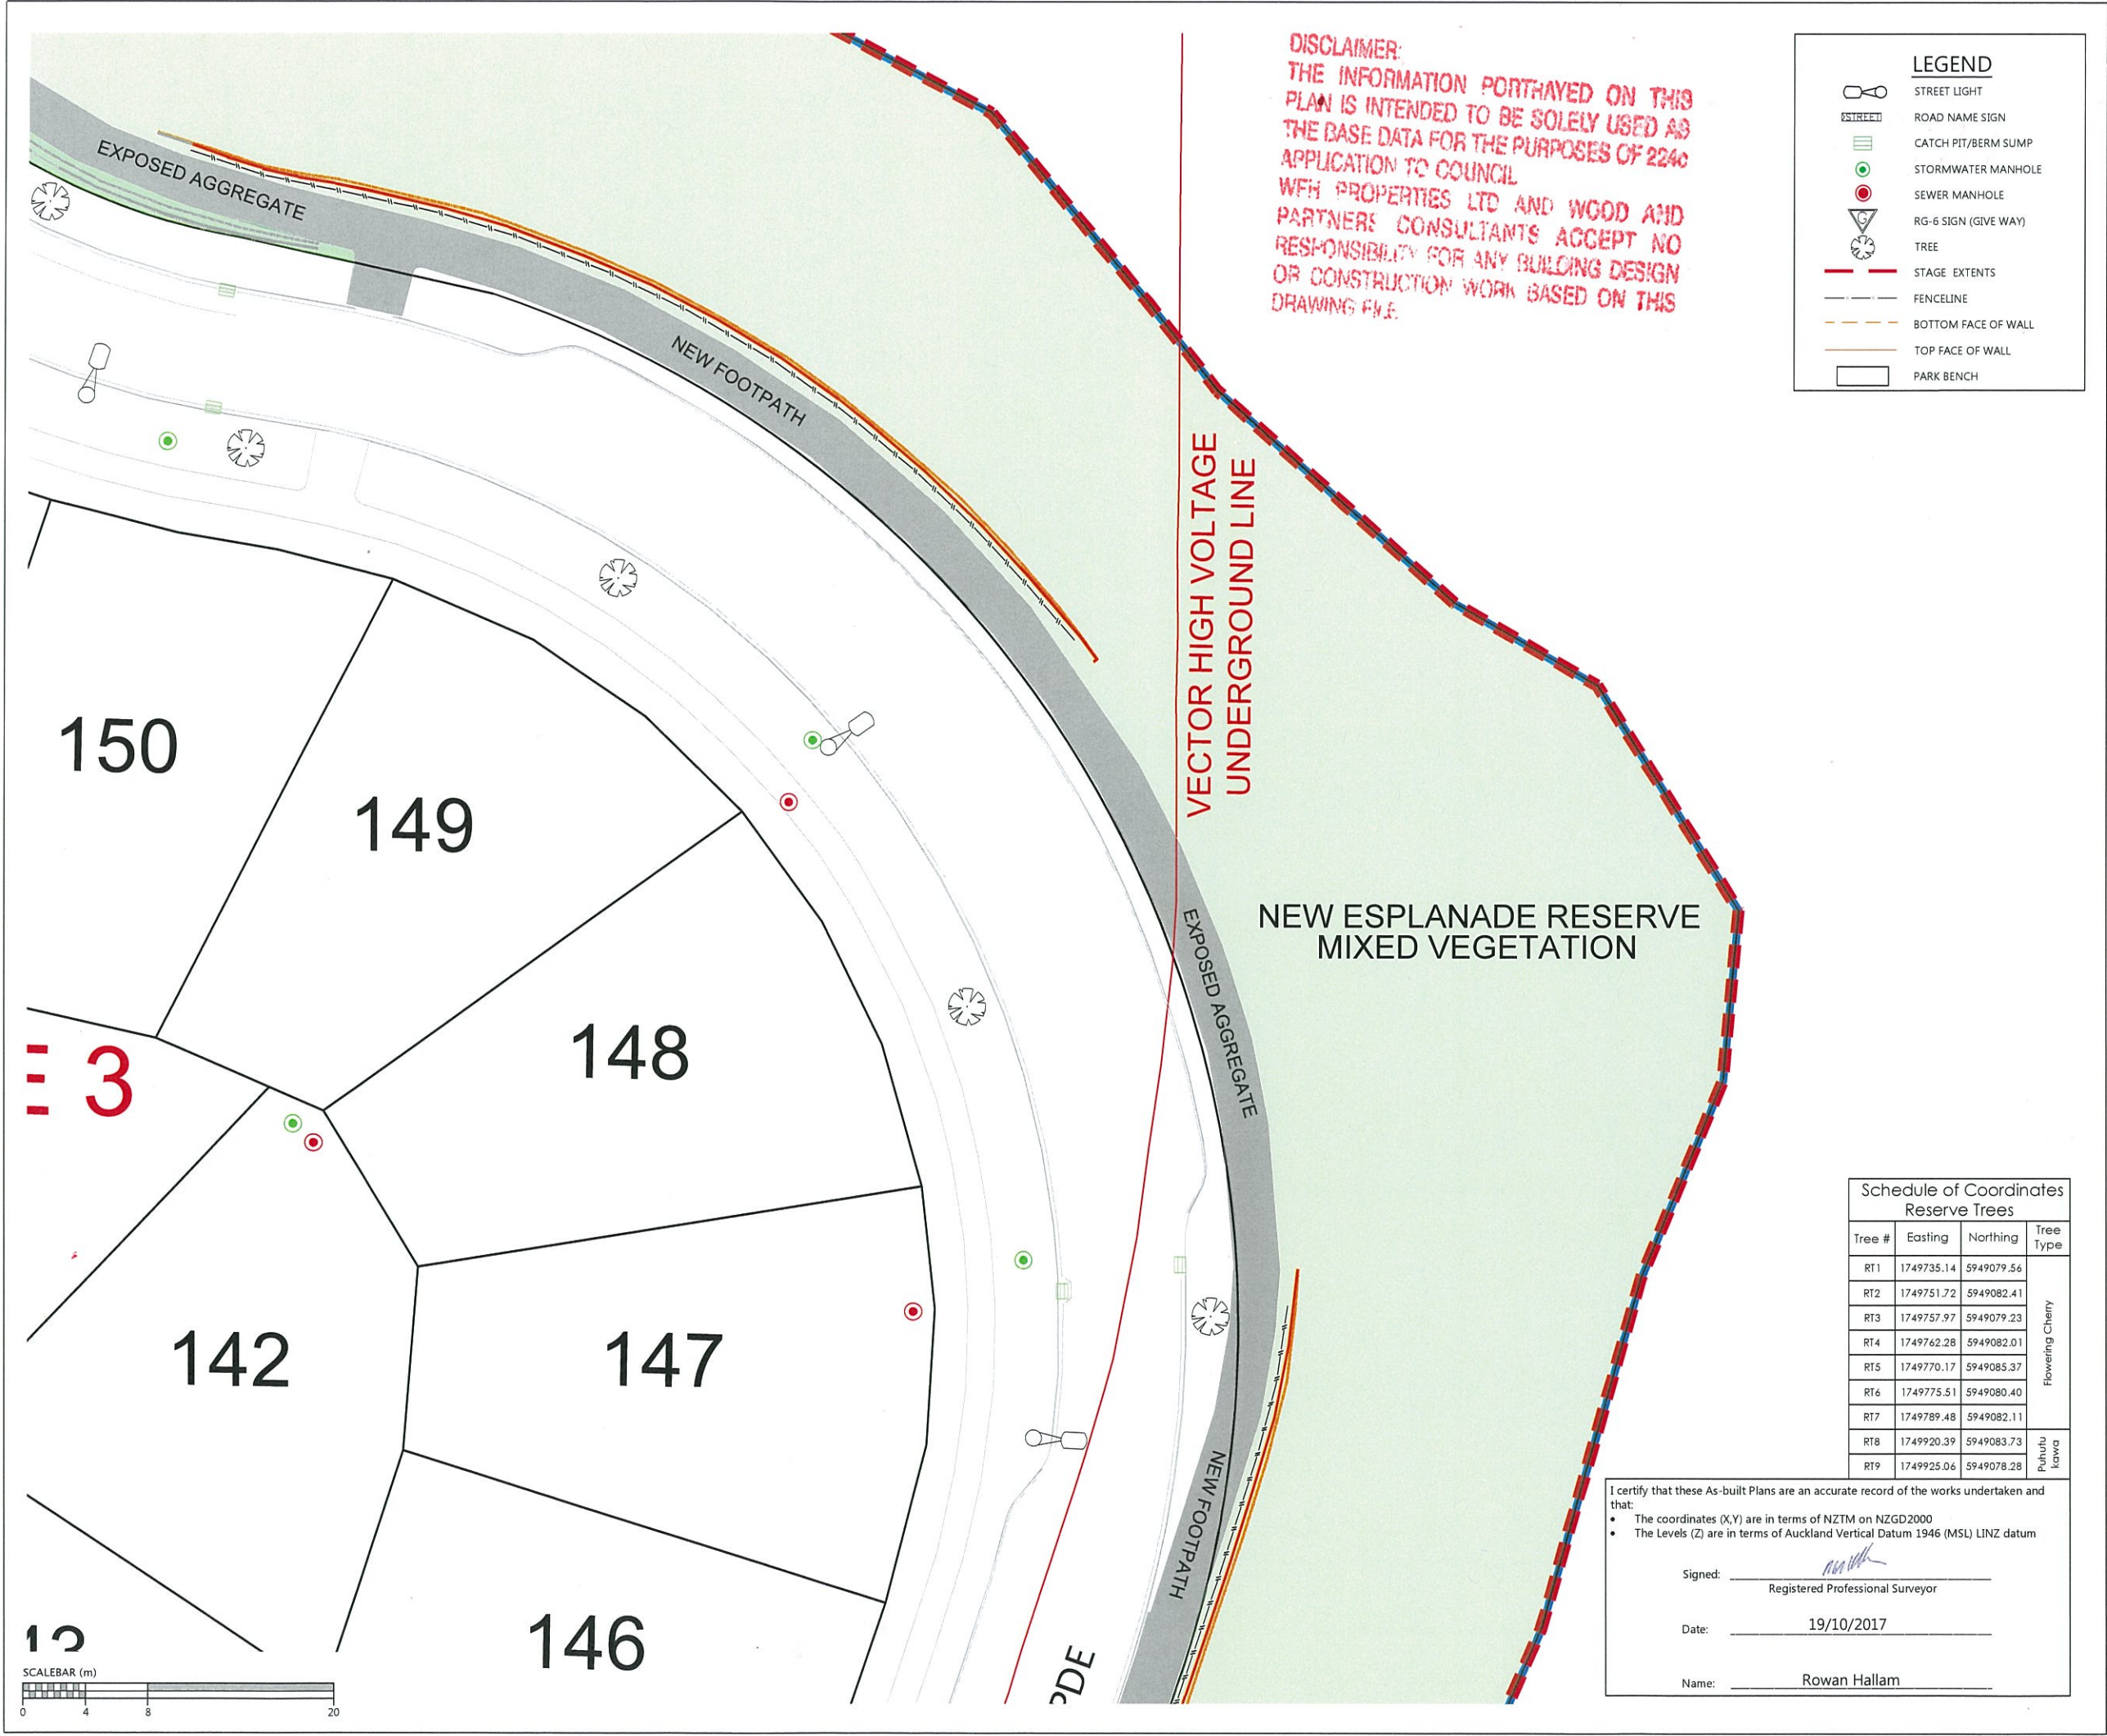 DISCLAIMER:
THE INFORMATION PORTRAYED ON THIS
PLAN IS INTENDED TO BE SOLELY USED AS
THE BASE DATA FOR THE PURPOSES OF 224c
APPLICATION TO COUNCIL
WFH PROPERTIES LTD AND WOOD AND
PARTNERS CONSULTANTS ACCEPT NO
RESPONSIBILITY FOR ANY BUILDING DESIGN
OR CONSTRUCTION WORK BASED ON THIS
DRAWING FILE
LEGEND
STREET LIGHT
STREET ROAD NAME SIGN
CATCH PIT/BERM SUMP
STORMWATER MANHOLE
SEWER MANHOLE
G RG-6 SIGN (GIVE WAY)
TREE
STAGE EXTENTS
FENCELINE
BOTTOM FACE OF WALL
TOP FACE OF WALL
PARK BENCH
EXPOSED AGGREGATE
NEW FOOTPATH
VECTOR HIGH VOLTAGE
UNDERGROUND LINE
150
149
NEW ESPLANADE RESERVE
MIXED VEGETATION
EXPOSED AGGREGATE
148
E 3
142
147
NEW FOOTPATH
146
PDE
Schedule of Coordinates
Reserve Trees
Tree # Easting Northing Tree Type
RT1 1749735.14 5949079.56
RT2 1749751.72 5949082.41
RT3 1749757.97 5949079.23
RT4 1749762.28 5949082.01
RT5 1749770.17 5949085.37
RT6 1749775.51 5949080.40
RT7 1749789.48 5949082.11
Flowering Cherry
RT8 1749920.39 5949083.73
RT9 1749925.06 5949078.28
Puhutu
kawa
I certify that these As-built Plans are an accurate record of the works undertaken and
that:
• The coordinates (X,Y) are in terms of NZTM on NZGD2000
• The Levels (Z) are in terms of Auckland Vertical Datum 1946 (MSL) LINZ datum
Signed:
Registered Professional Surveyor
Date: 19/10/2017
Name: Rowan Hallam
SCALEBAR (m)
0 4 8 20